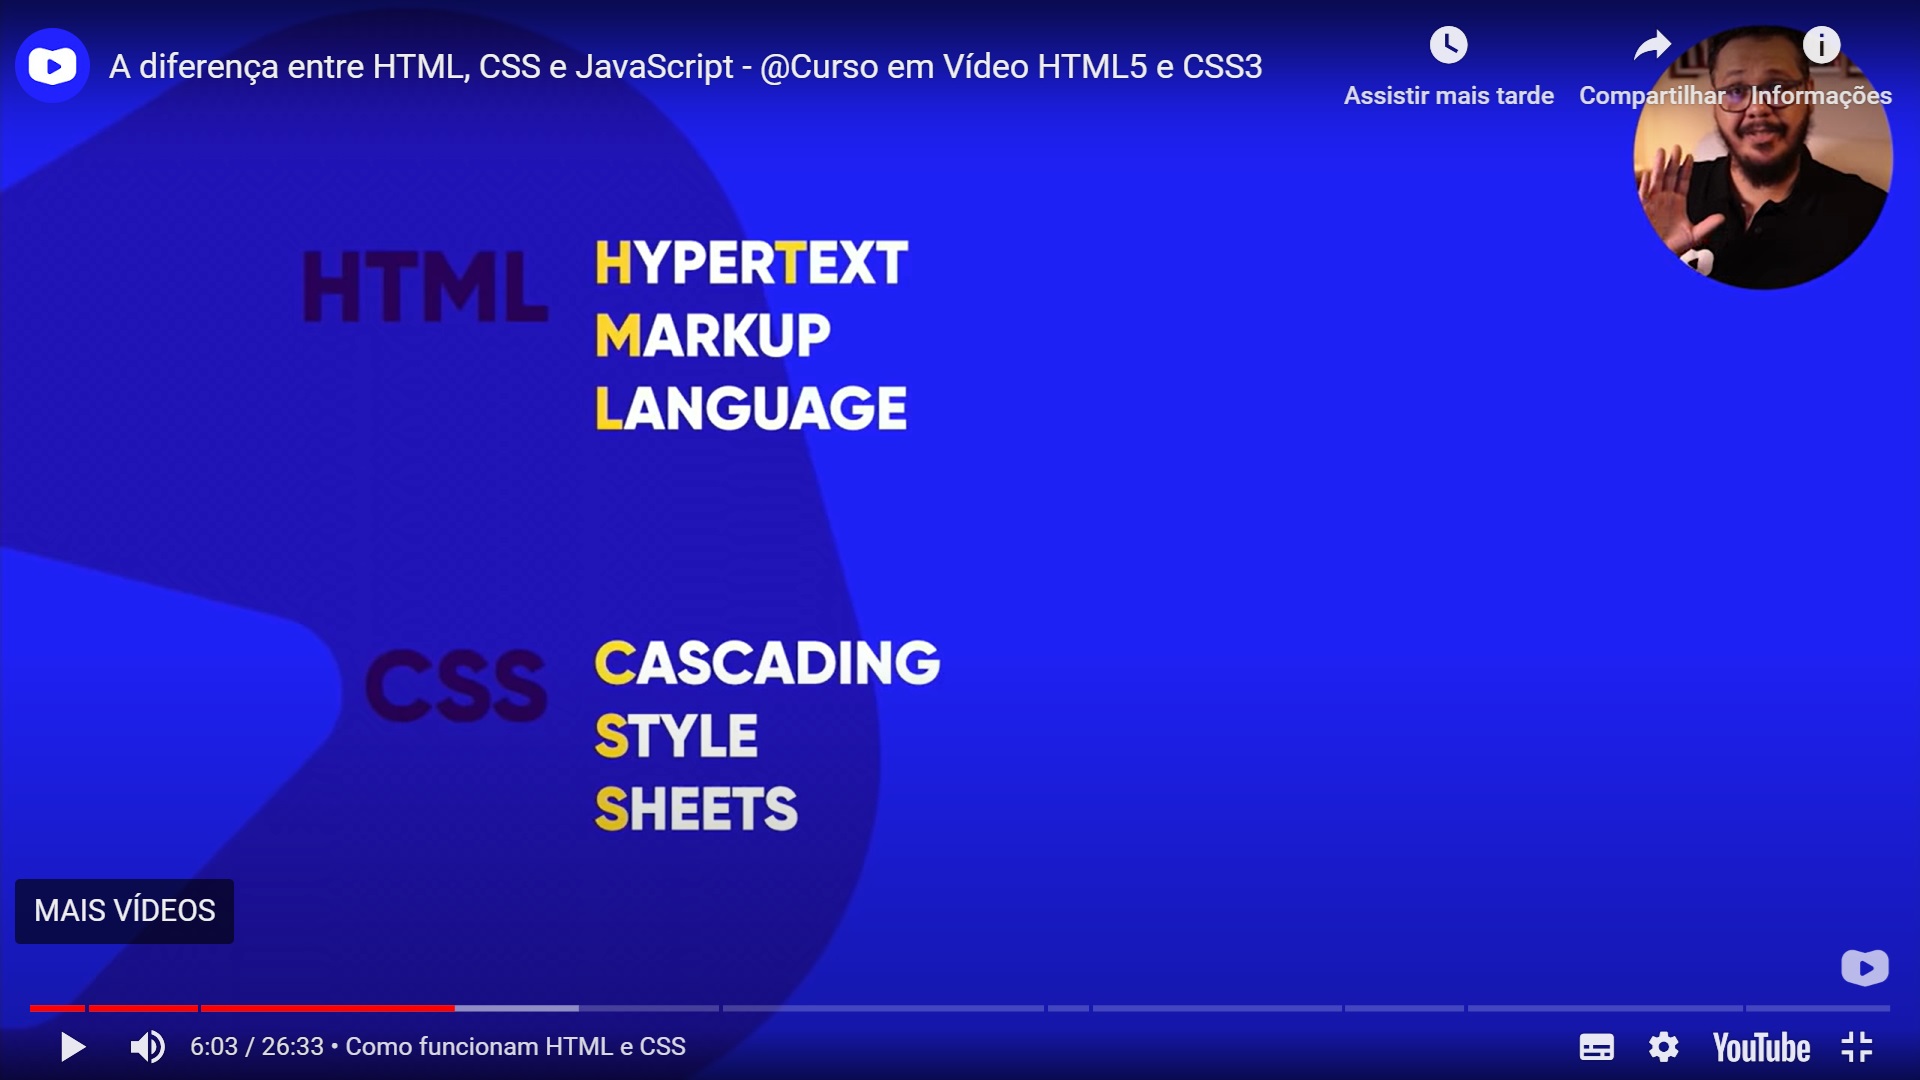 A diferença entre HTML, CSS e JavaScript - @Curso em Vídeo HTML5 e CSS3
Assistir mais tarde
Compartilhar
Informações
HTML
HYPERTEXT
MARKUP
LANGUAGE
CSS
CASCADING
STYLE
SHEETS
MAIS VÍDEOS
6:03 / 26:33 • Como funcionam HTML e CSS
YouTube